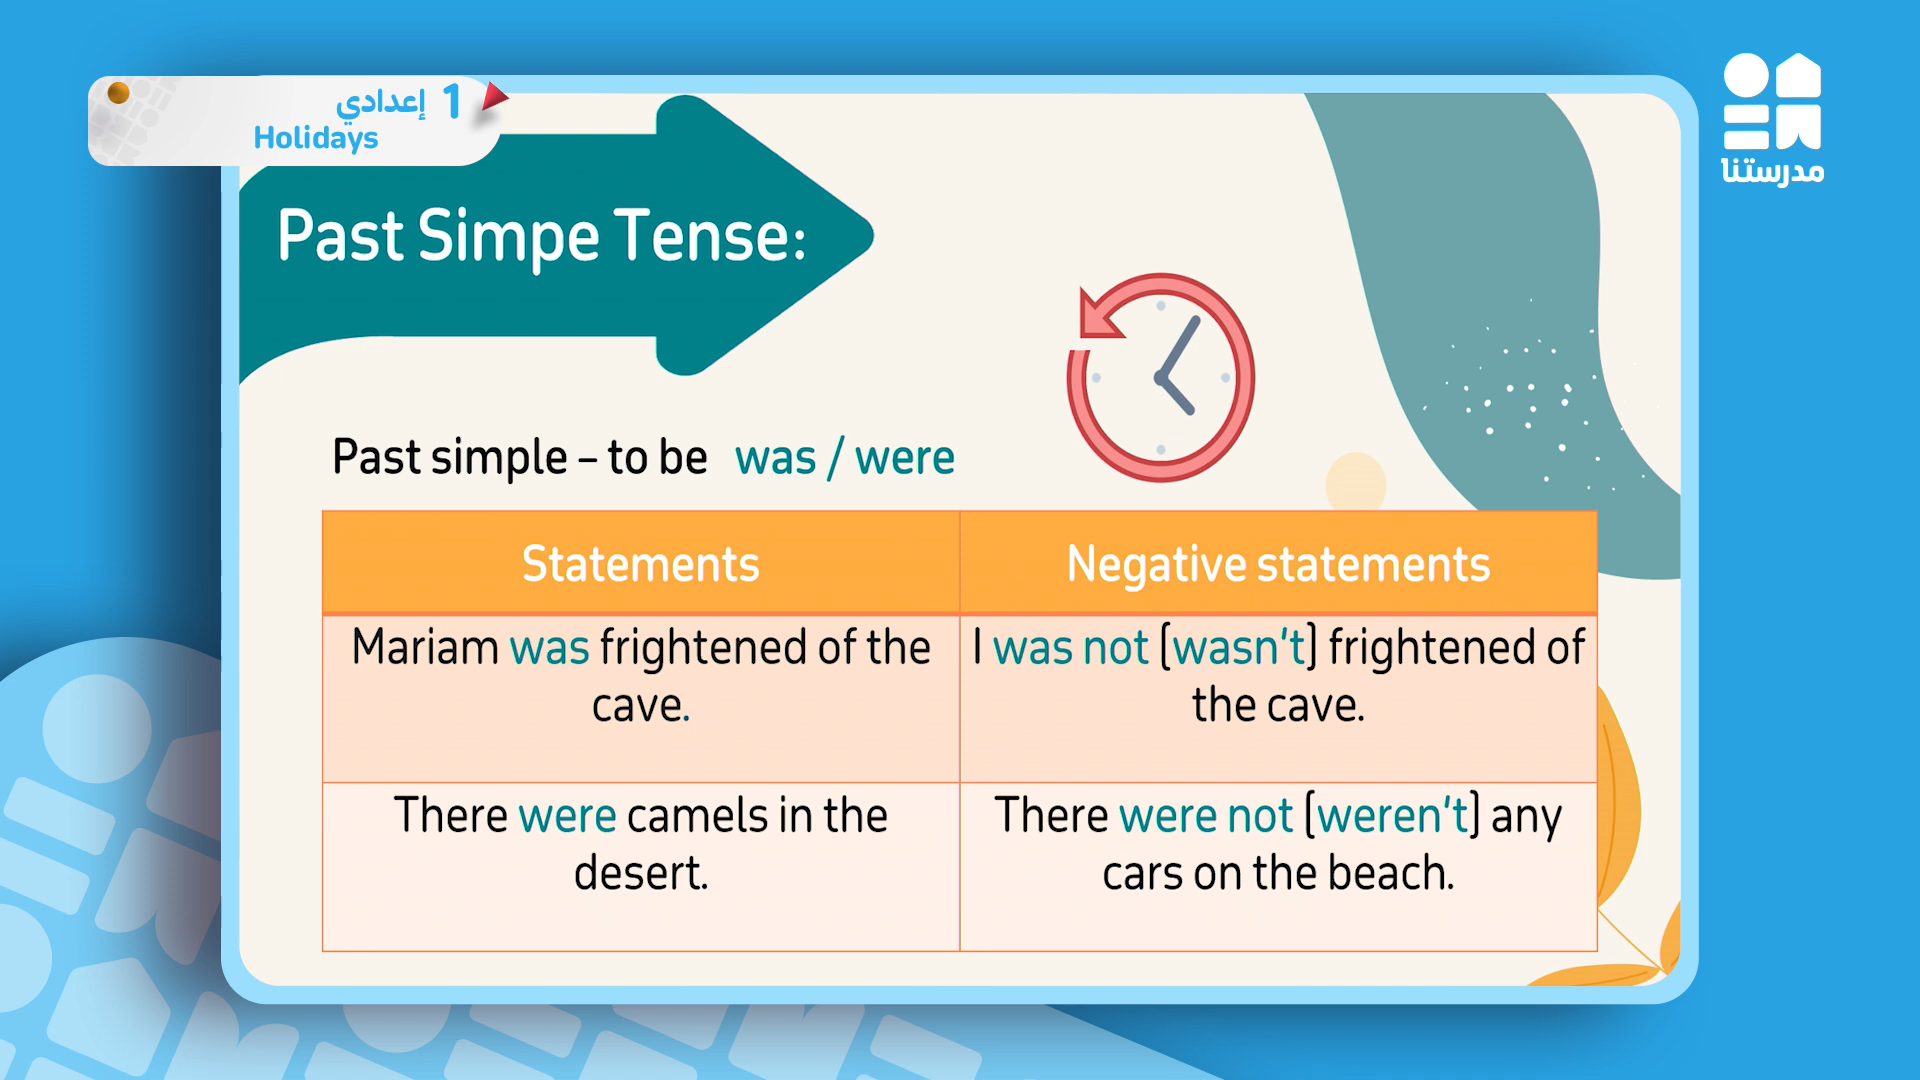 1 إعدادي
Holidays
مدرستنا
Past Simpe Tense:
Past simple – to be was / were
Statements
Negative statements
Mariam was frightened of the
cave.
I was not (wasn't) frightened of
the cave.
There were camels in the
desert.
There were not (weren't) any
cars on the beach.